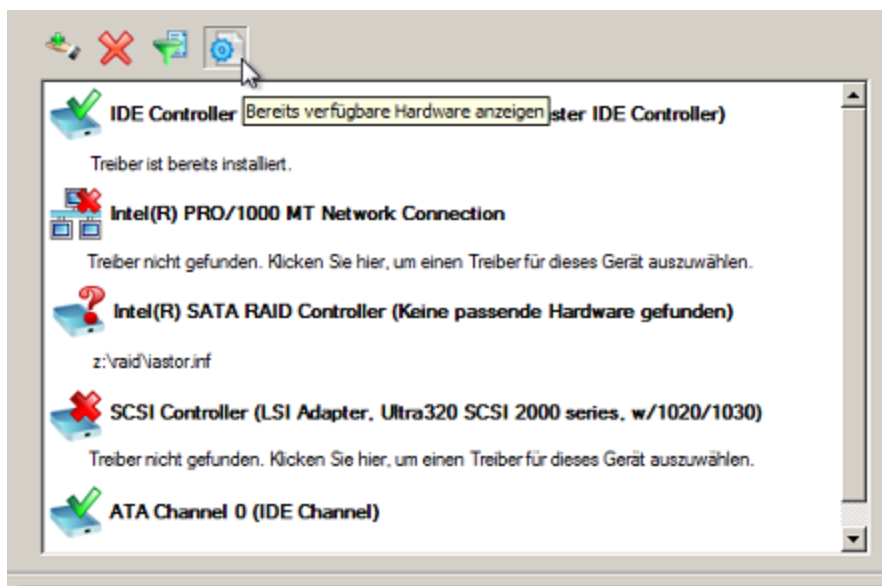 IDE Controller Bereits verfügbare Hardware anzeigen ster IDE Controller)
Treiber ist bereits installiert.
Intel(R) PRO/1000 MT Network Connection
Treiber nicht gefunden. Klicken Sie hier, um einen Treiber für dieses Gerät auszuwählen.
Intel(R) SATA RAID Controller (Keine passende Hardware gefunden)
z:\raid\iastor.inf
SCSI Controller (LSI Adapter, Ultra320 SCSI 2000 series, w/1020/1030)
Treiber nicht gefunden. Klicken Sie hier, um einen Treiber für dieses Gerät auszuwählen.
ATA Channel 0 (IDE Channel)